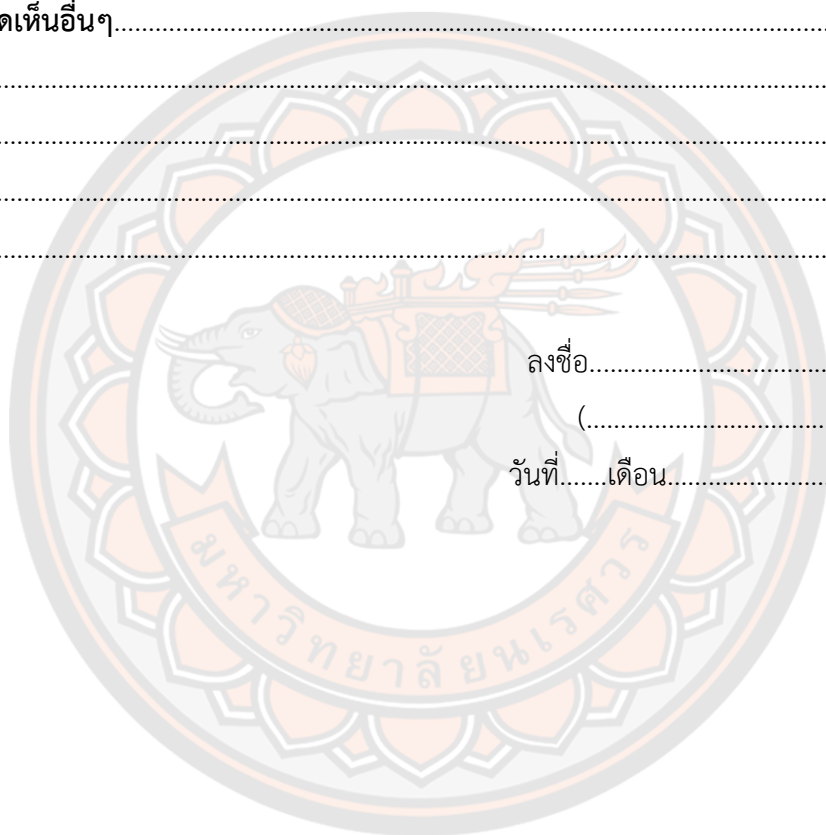 ดเห็นอื่นๆ..........................................................................................
....................................................................................................
....................................................................................................
....................................................................................................
....................................................................................................
ลงชื่อ.....................................
(.....................................
วันที่.......เดือน.........................
มหาวิทยาลัยนเรศวร